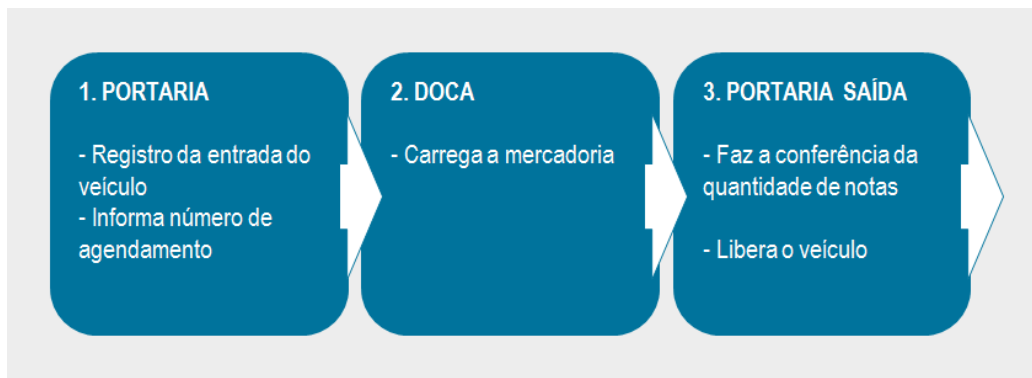 1. PORTARIA
- Registro da entrada do
veículo
- Informa número de
agendamento
2. DOCA
- Carrega a mercadoria
3. PORTARIA SAÍDA
- Faz a conferência da
quantidade de notas
- Libera o veículo